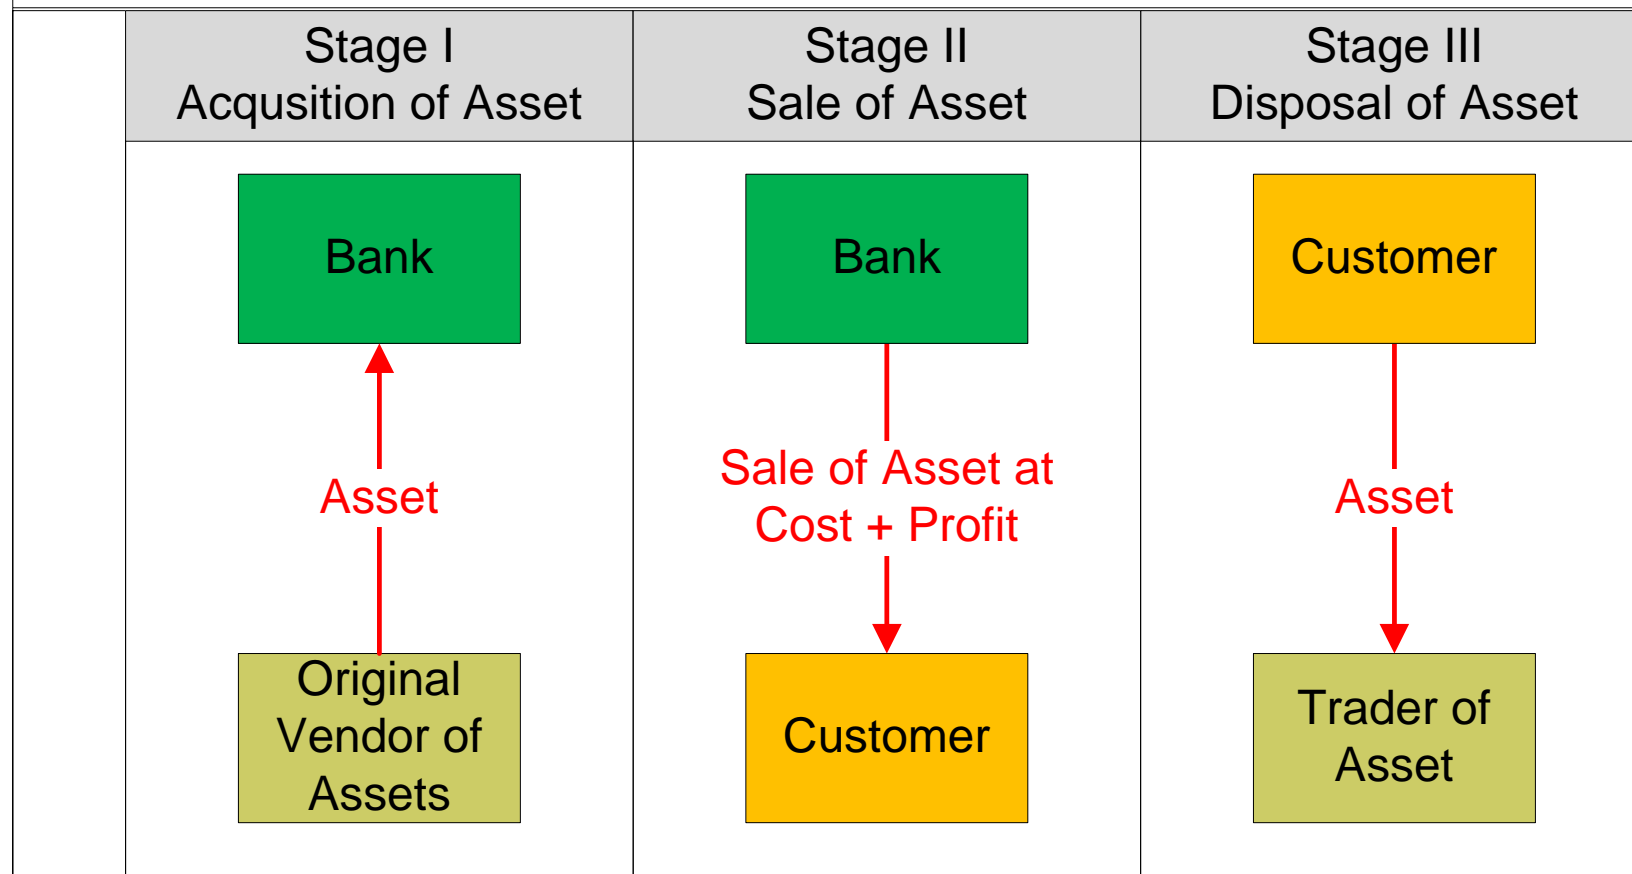 Stage I
Acqusition of Asset
Stage II
Sale of Asset
Stage III
Disposal of Asset
Bank
Asset
Original
Vendor of
Assets
Bank
Sale of Asset at
Cost + Profit
Customer
Customer
Asset
Trader of
Asset